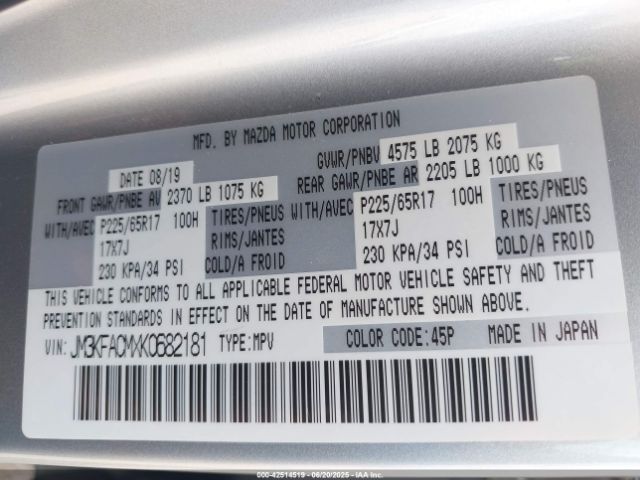 MFD. BY MAZDA MOTOR CORPORATION
DATE 08/19 GVWR/PNBV 4575 LB 2075 KG
FRONT GAWR/PNBE AV 2370 LB 1075 KG REAR GAWR/PNBE AR 2205 LB 1000 KG
WITH/AVEC P225/65R17 100H TIRES/PNEUS WITH/AVEC P225/65R17 100H TIRES/PNEUS
17X7J RIMS/JANTES 17X7J RIMS/JANTES
230 KPA/34 PSI COLD/A FROID 230 KPA/34 PSI COLD/A FROID
THIS VEHICLE CONFORMS TO ALL APPLICABLE FEDERAL MOTOR VEHICLE SAFETY AND THEFT
PREVENTION STANDARDS IN EFFECT ON THE DATE OF MANUFACTURE SHOWN ABOVE.
VIN: JM3KFACMXK0682181 TYPE:MPV COLOR CODE:45P MADE IN JAPAN
000-42514519 - 06/20/2025 - IAAI, Inc.